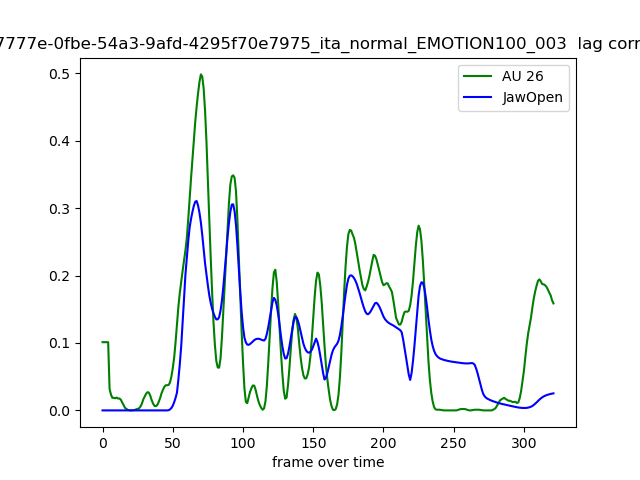 7777e-0fbe-54a3-9afd-4295f70e7975_ita_normal_EMOTION100_003 lag corr
AU 26
JawOpen
0.5
0.4
0.3
0.2
0.1
0.0
0 50 100 150 200 250 300
frame over time